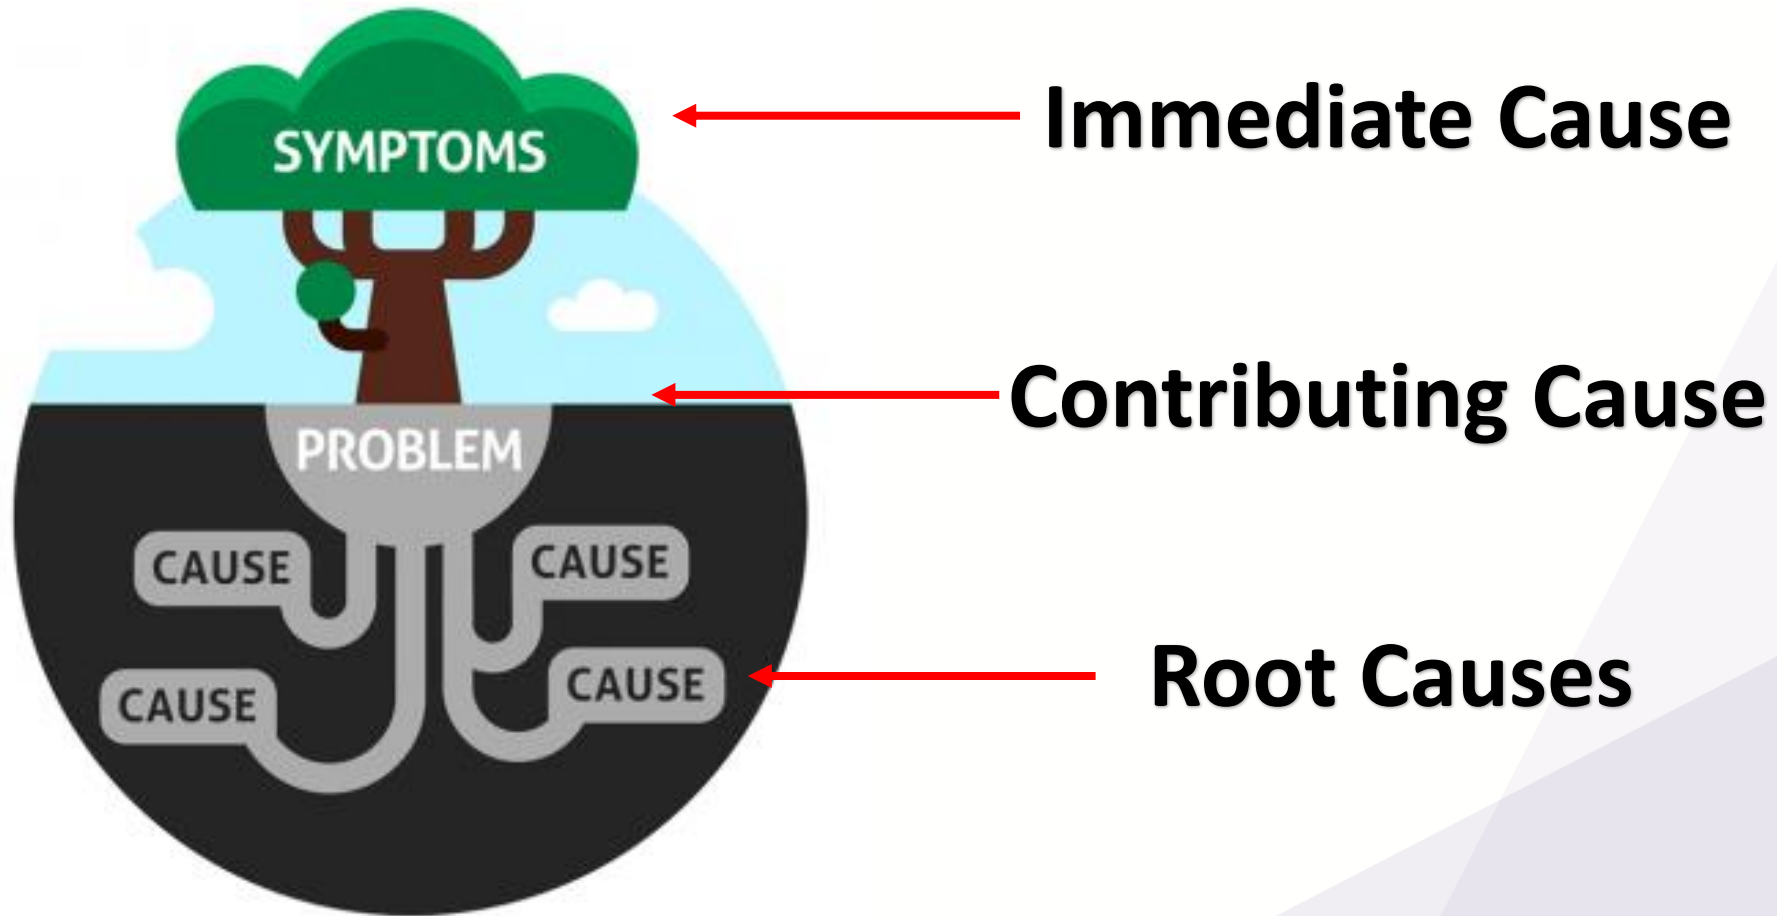 SYMPTOMS
Immediate Cause
Contributing Cause
PROBLEM
CAUSE
CAUSE
CAUSE
CAUSE
Root Causes